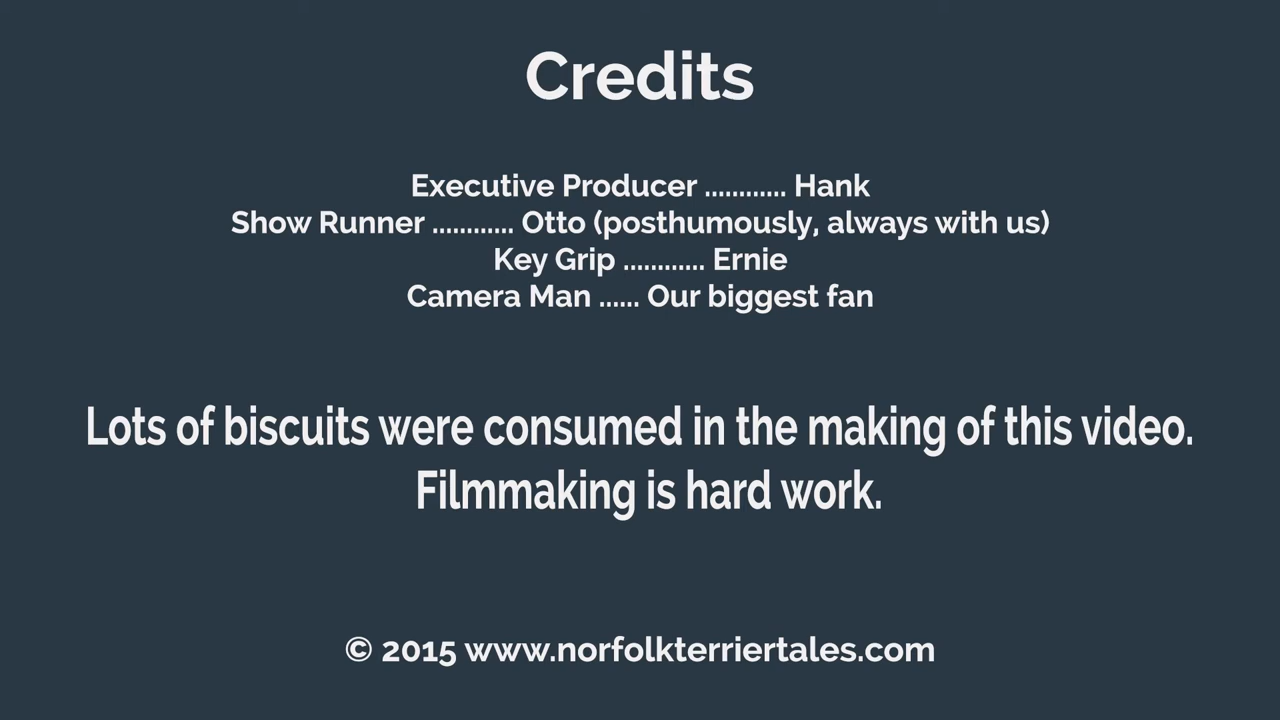 Credits
Executive Producer ............ Hank
Show Runner ............ Otto (posthumously, always with us)
Key Grip ............ Ernie
Camera Man ...... Our biggest fan
Lots of biscuits were consumed in the making of this video.
Filmmaking is hard work.
© 2015 www.norfolkterriertales.com